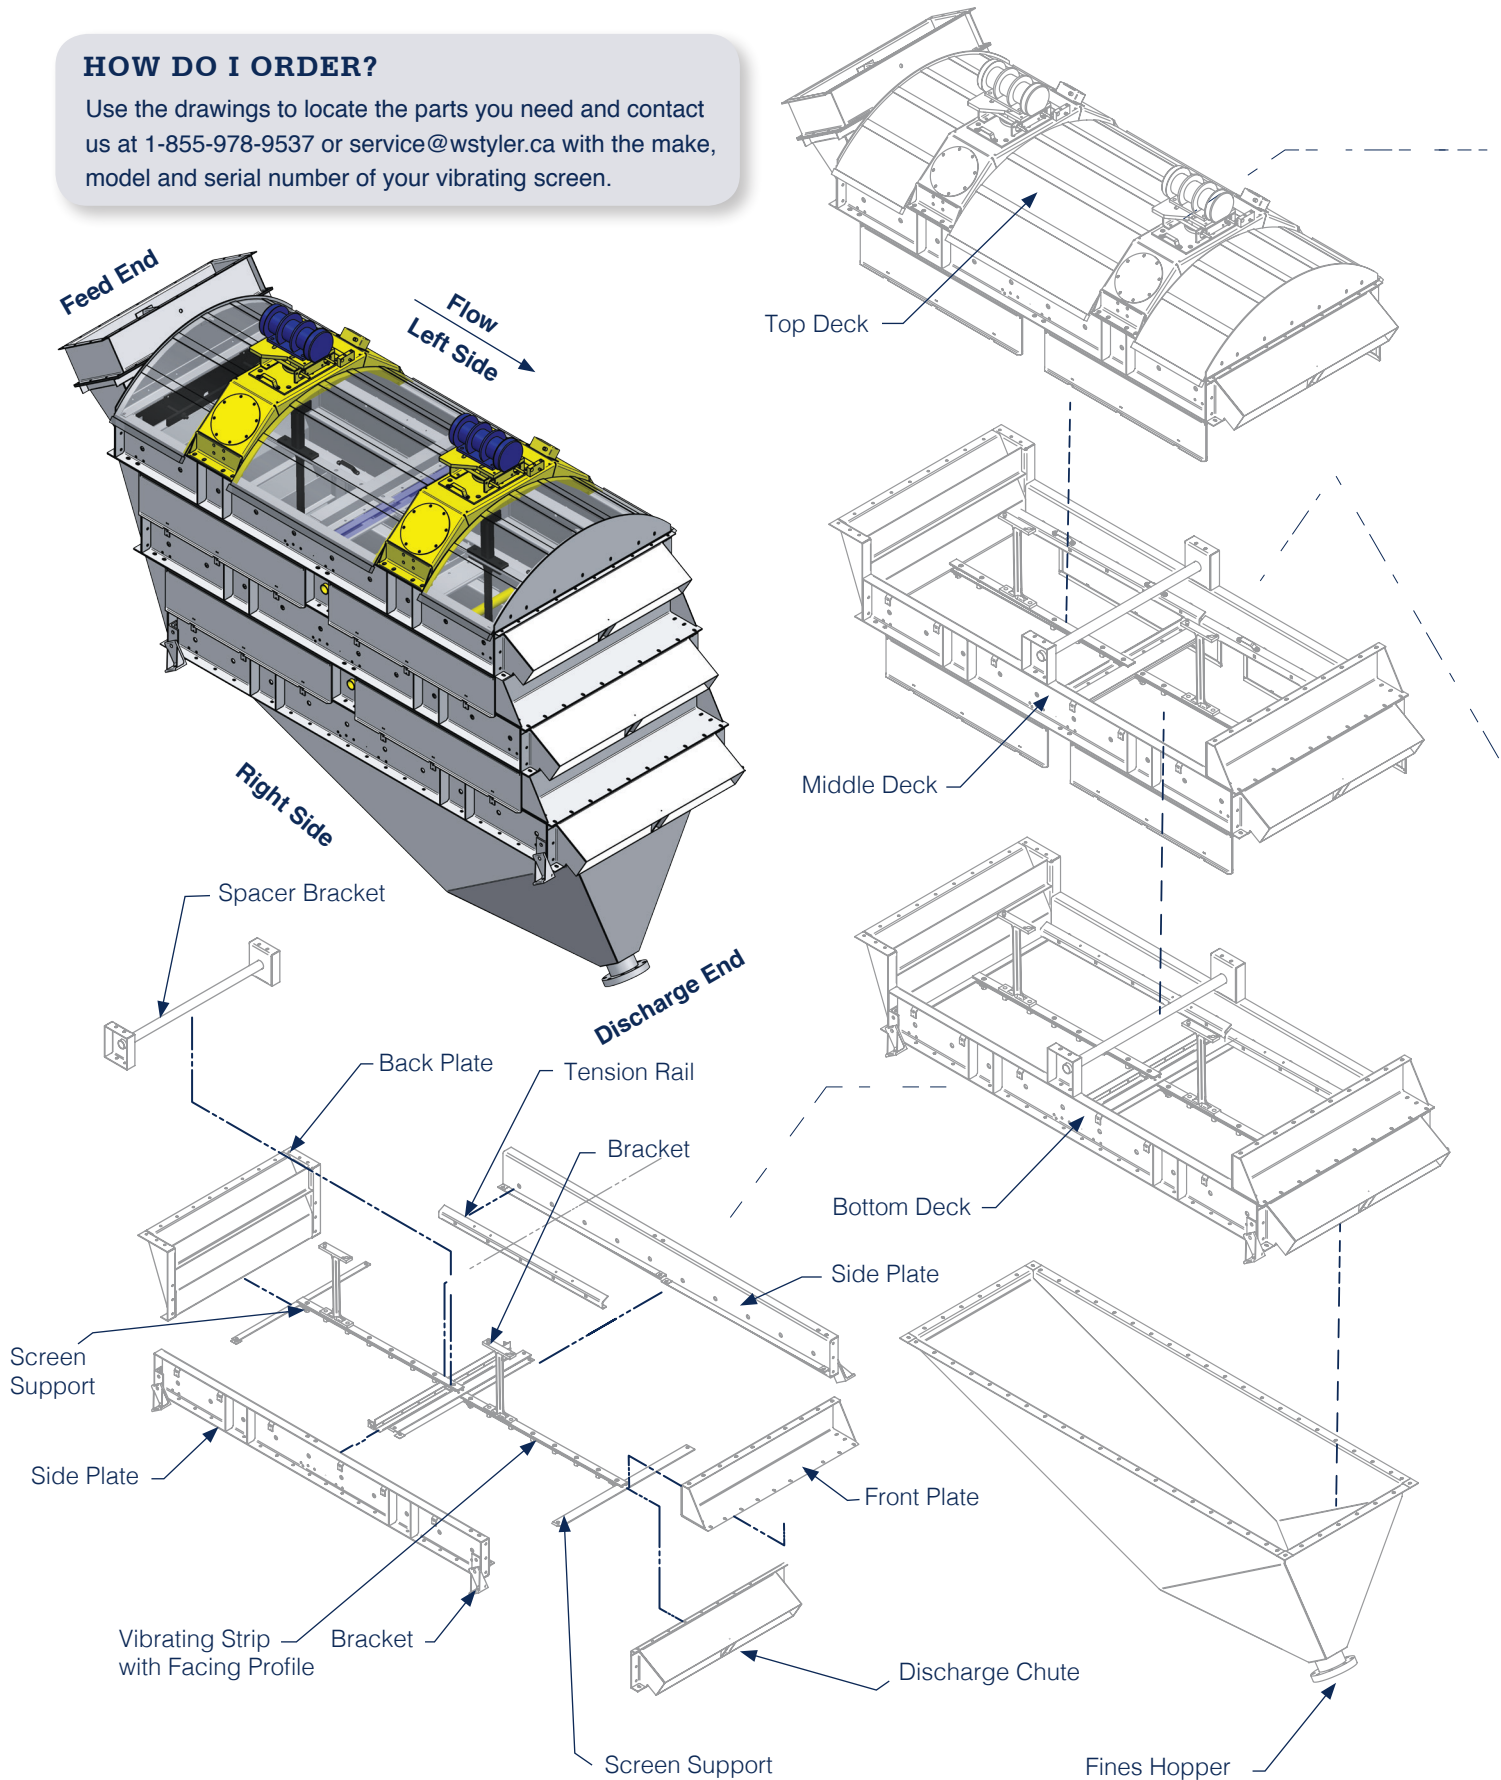 HOW DO I ORDER?
Use the drawings to locate the parts you need and contact
us at 1-855-978-9537 or service@wstyler.ca with the make,
model and serial number of your vibrating screen.
Feed End
Flow
Left Side
Right Side
Discharge End
Top Deck
Middle Deck
Bottom Deck
Spacer Bracket
Back Plate
Tension Rail
Bracket
Side Plate
Screen
Support
Side Plate
Front Plate
Vibrating Strip
with Facing Profile
Bracket
Discharge Chute
Screen Support
Fines Hopper